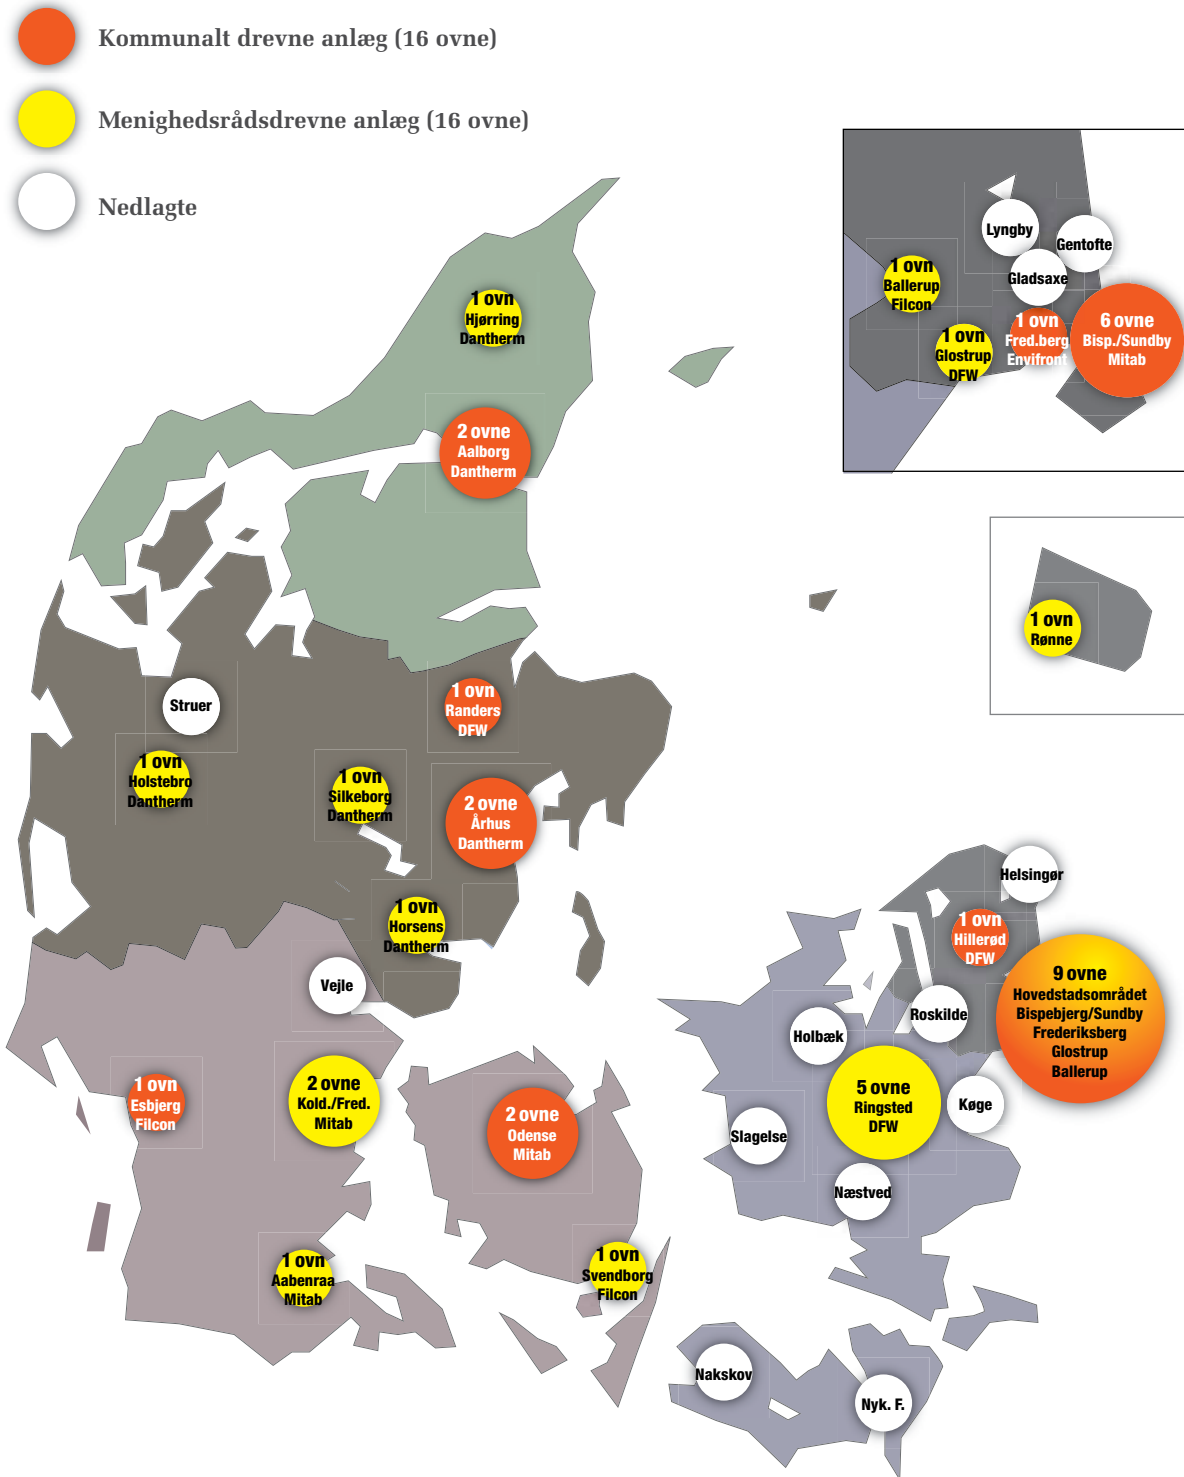 Kommunalt drevne anlæg (16 ovne)
Menighedsrådsdrevne anlæg (16 ovne)
Nedlagte
Lyngby
Gentofte
Gladsaxe
1 ovn
Ballerup
Filcon
1 ovn
Glostrup
DFW
1 ovn
Fred.berg
Envifront
6 ovne
Bisp./Sundby
Mitab
1 ovn
Hjørring
Dantherm
2 ovne
Aalborg
Dantherm
1 ovn
Rønne
Struer
1 ovn
Randers
DFW
1 ovn
Holstebro
Dantherm
1 ovn
Silkeborg
Dantherm
2 ovne
Århus
Dantherm
1 ovn
Horsens
Dantherm
Vejle
Helsingør
1 ovn
Hillerød
DFW
9 ovne
Hovedstadsområdet
Bispebjerg/Sundby
Frederiksberg
Glostrup
Ballerup
Roskilde
Holbæk
5 ovne
Ringsted
DFW
Køge
Slagelse
Næstved
1 ovn
Esbjerg
Filcon
2 ovne
Kold./Fred.
Mitab
2 ovne
Odense
Mitab
1 ovn
Aabenraa
Mitab
1 ovn
Svendborg
Filcon
Nakskov
Nyk. F.